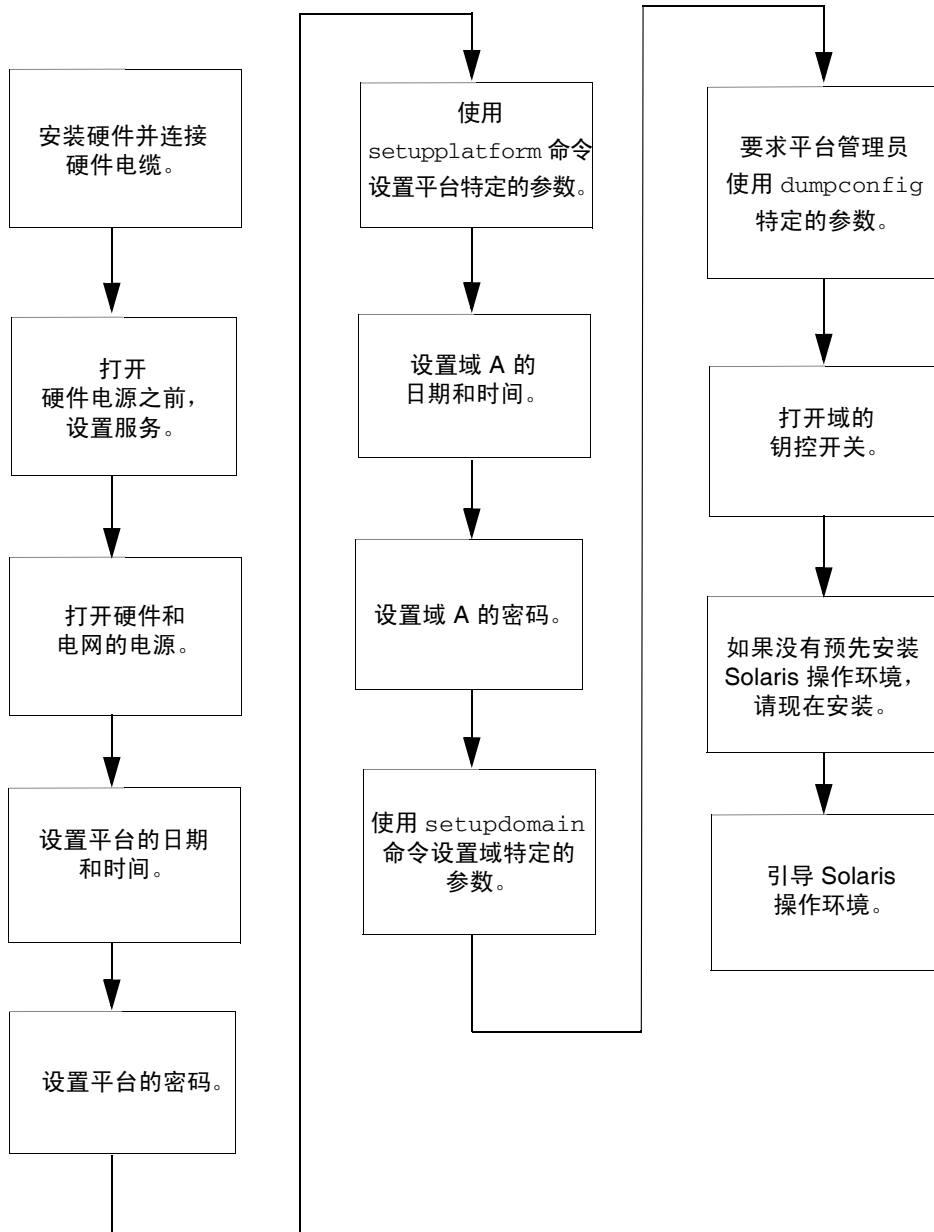 安装硬件并连接
硬件电缆。
打开
硬件电源之前，
设置服务。
打开硬件和
电网的电源。
设置平台的日期
和时间。
设置平台的密码。
使用
setupplatform 命令
设置平台特定的参数。
设置域 A 的
日期和时间。
设置域 A 的密码。
使用 setupdomain
命令设置域特定的
参数。
要求平台管理员
使用 dumpconfig
特定的参数。
打开域的
钥控开关。
如果没有预先安装
Solaris 操作环境，
请现在安装。
引导 Solaris
操作环境。